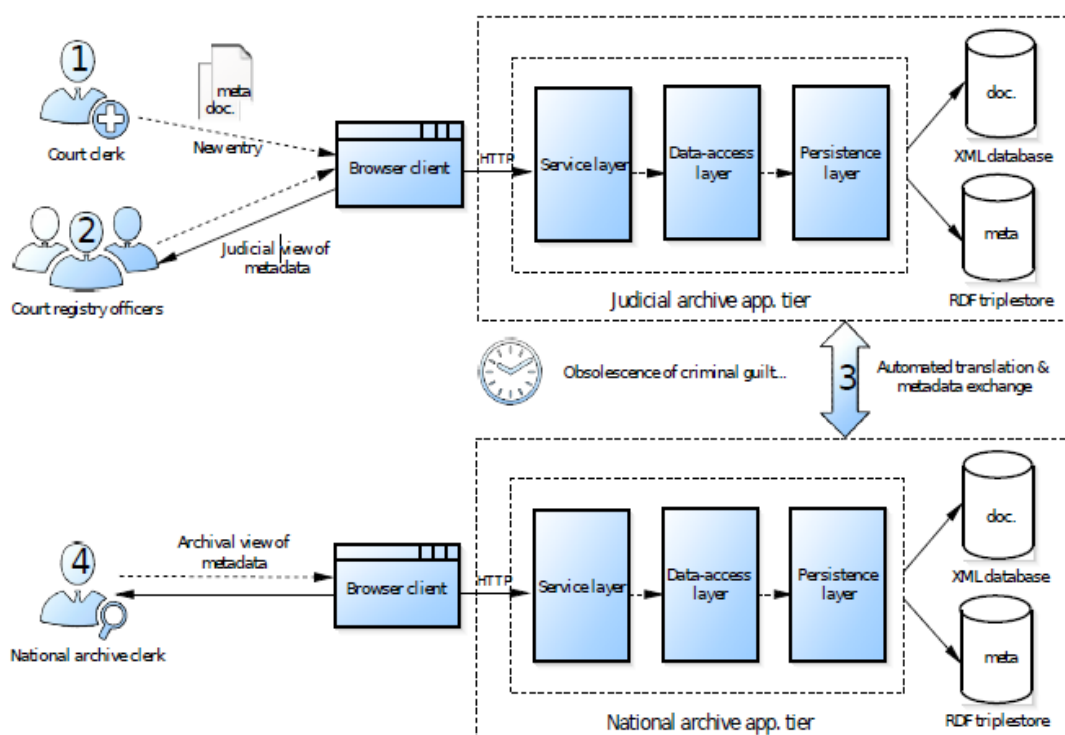 1
meta
doc.
Court clerk
New entry
Browser client
HTTP
Service layer
Data-access
layer
Persistence
layer
doc.
XML database
meta
RDF triplestore
2
Court registry officers
Judicial view of
metadata
Judicial archive app. tier
Obsolescence of criminal guilt...
3
Automated translation &
metadata exchange
4
National archive clerk
Archival view of
metadata
Browser client
HTTP
Service layer
Data-access
layer
Persistence
layer
doc.
XML database
meta
RDF triplestore
National archive app. tier